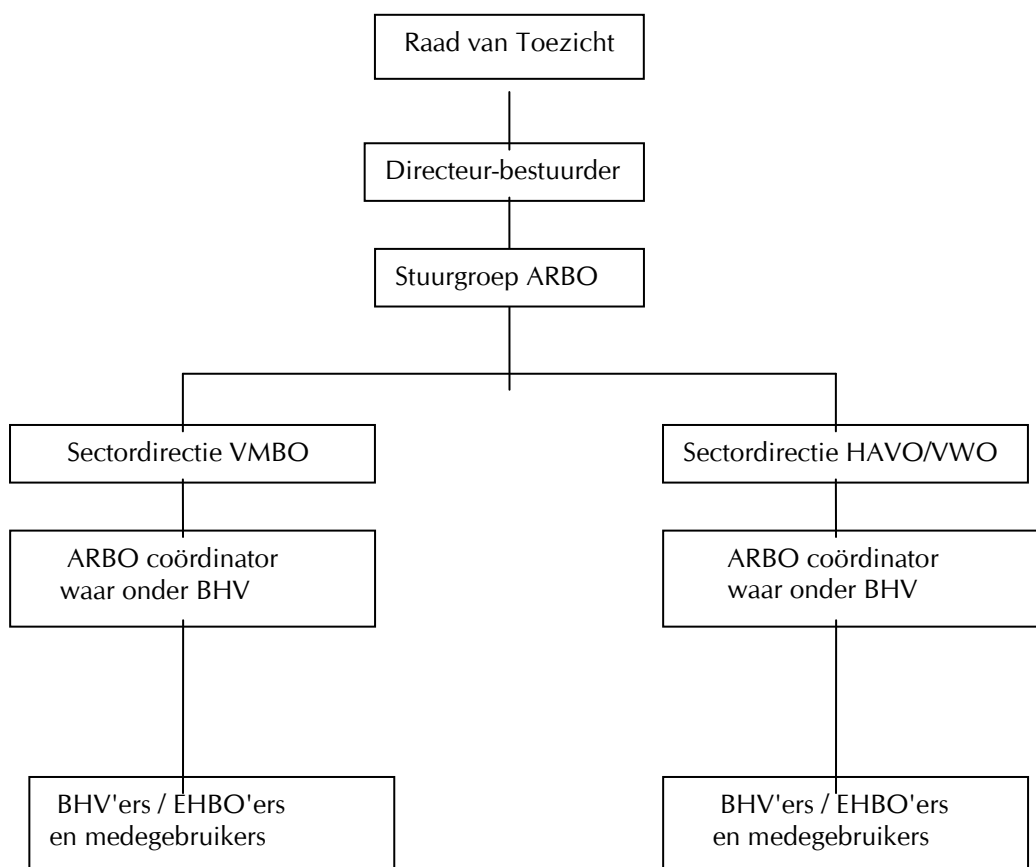 Raad van Toezicht
Directeur-bestuurder
Stuurgroep ARBO
Sectordirectie VMBO
Sectordirectie HAVO/VWO
ARBO coördinator
waar onder BHV
ARBO coördinator
waar onder BHV
BHV'ers / EHBO'ers
en medegebruikers
BHV'ers / EHBO'ers
en medegebruikers